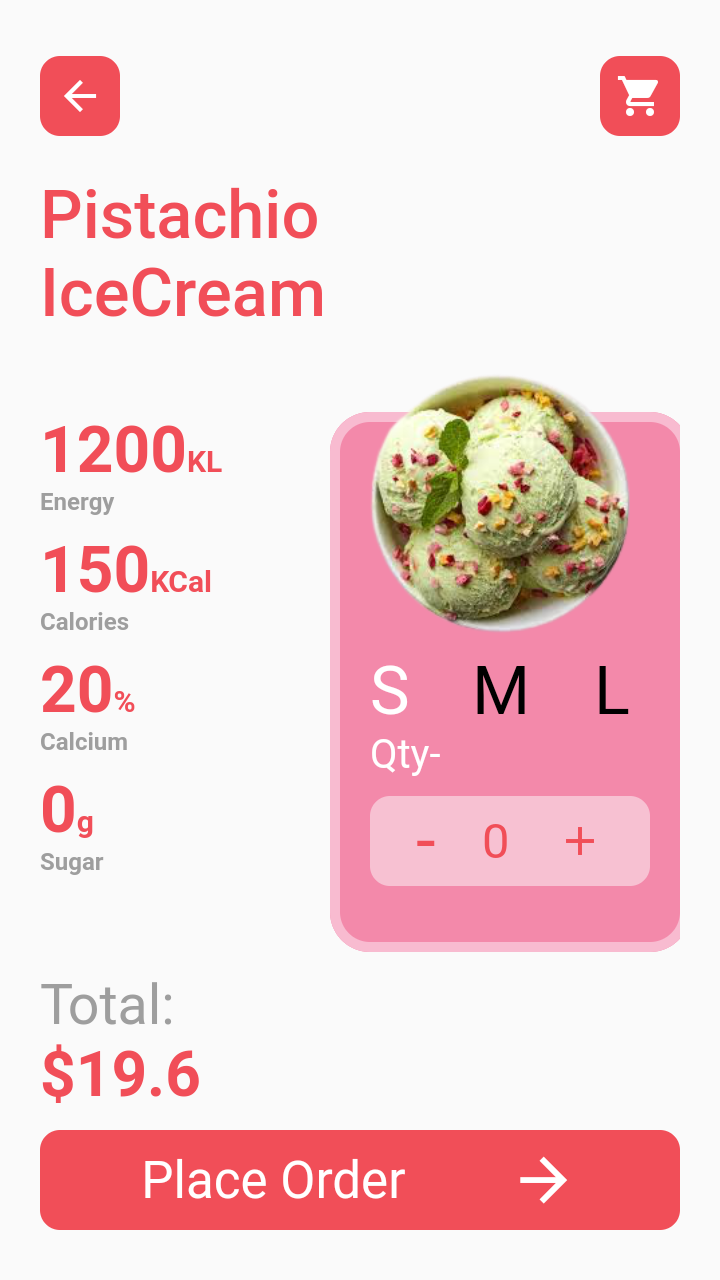 Pistachio
IceCream
1200KL
Energy
150KCal
Calories
20%
Calcium
0g
Sugar
S M L
Qty-
- 0 +
Total:
$19.6
Place Order